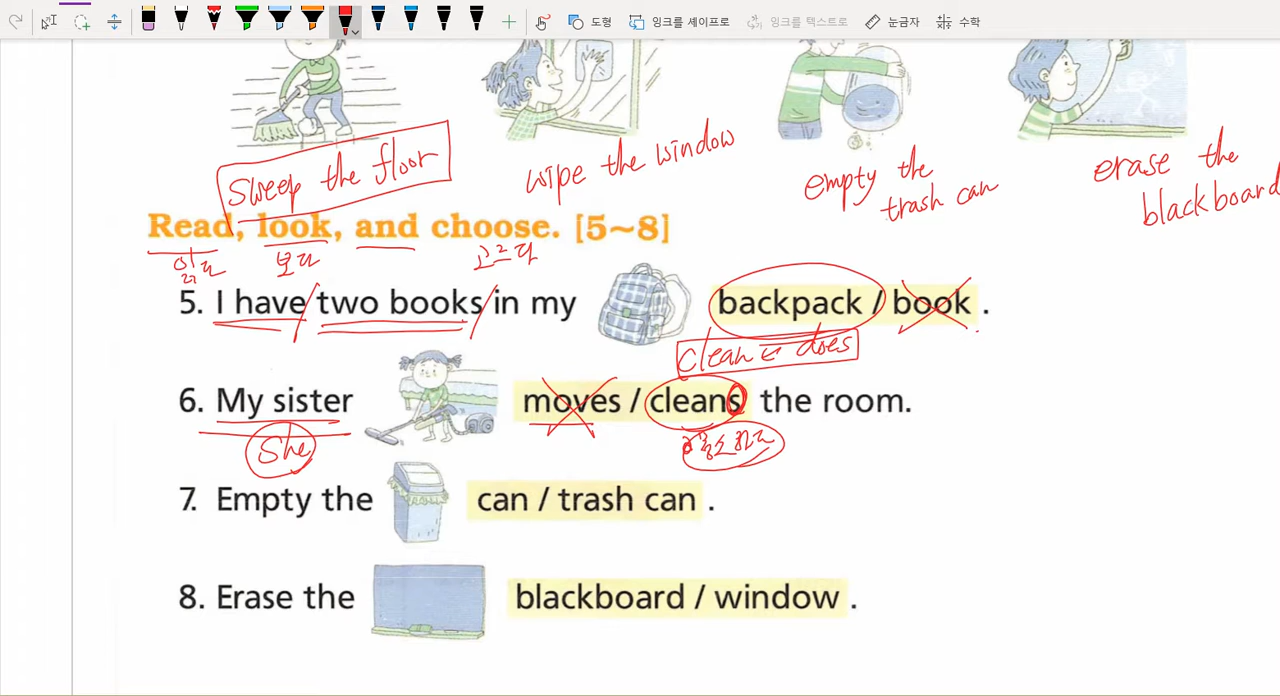 도형 잉크를 셰이프로 잉크를 텍스트로 눈금자 수학
sweep the floor
wipe the window
empty the
trash can
erase the
blackboard
Read, look, and choose. [5~8]
읽다 보다 고르다
5. I have / two books / in my backpack / book .
clean does
6. My sister moves / cleans the room.
She 청소하다
7. Empty the can / trash can .
8. Erase the blackboard / window .